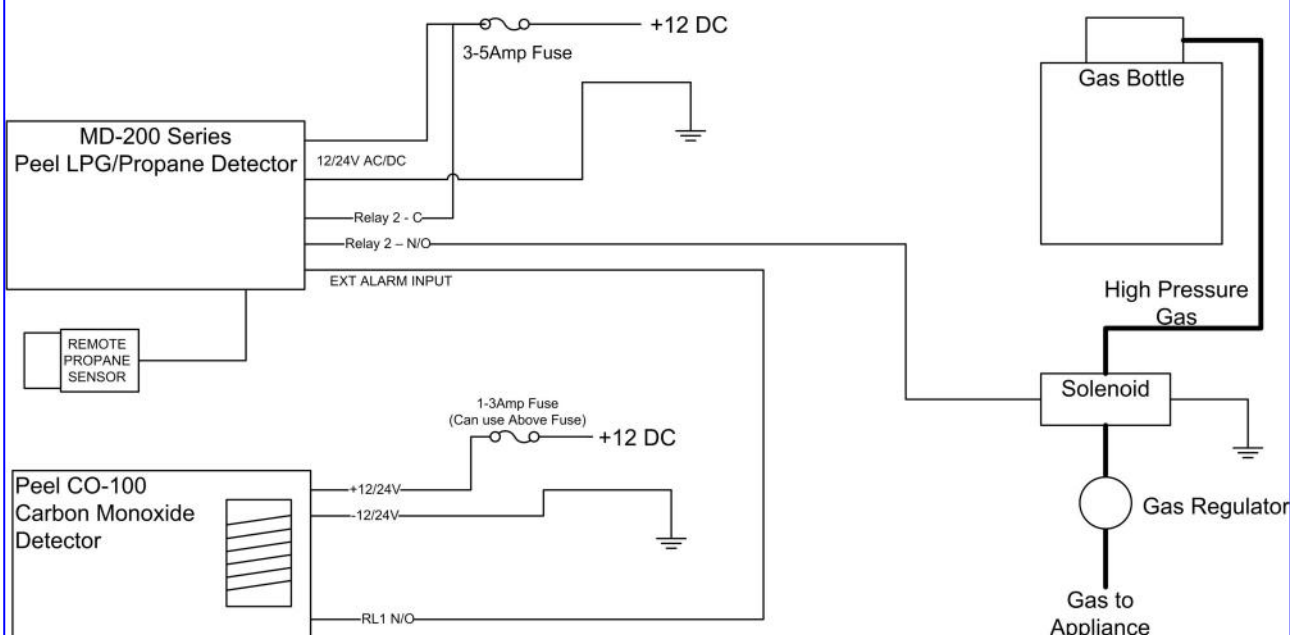 +12 DC
3-5Amp Fuse
Gas Bottle
MD-200 Series
Peel LPG/Propane Detector
12/24V AC/DC
Relay 2 - C
Relay 2 – N/O
EXT ALARM INPUT
High Pressure
Gas
REMOTE
PROPANE
SENSOR
Solenoid
1-3Amp Fuse
(Can use Above Fuse)
+12 DC
Peel CO-100
Carbon Monoxide
Detector
+12/24V
-12/24V
Gas Regulator
RL1 N/O
Gas to
Appliance